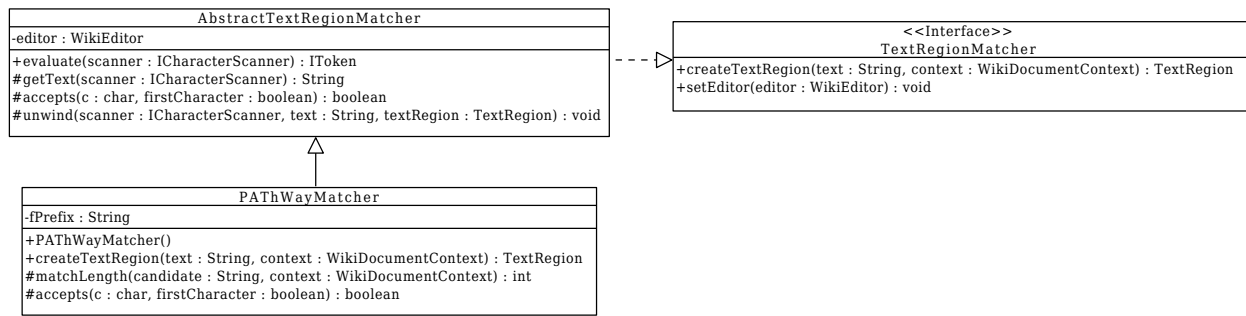 AbstractTextRegionMatcher
-editor : WikiEditor
+evaluate(scanner : ICharacterScanner) : IToken
#getText(scanner : ICharacterScanner) : String
#accepts(c : char, firstCharacter : boolean) : boolean
#unwind(scanner : ICharacterScanner, text : String, textRegion : TextRegion) : void
<<Interface>>
TextRegionMatcher
+createTextRegion(text : String, context : WikiDocumentContext) : TextRegion
+setEditor(editor : WikiEditor) : void
PAThWayMatcher
-fPrefix : String
+PAThWayMatcher()
+createTextRegion(text : String, context : WikiDocumentContext) : TextRegion
#matchLength(candidate : String, context : WikiDocumentContext) : int
#accepts(c : char, firstCharacter : boolean) : boolean